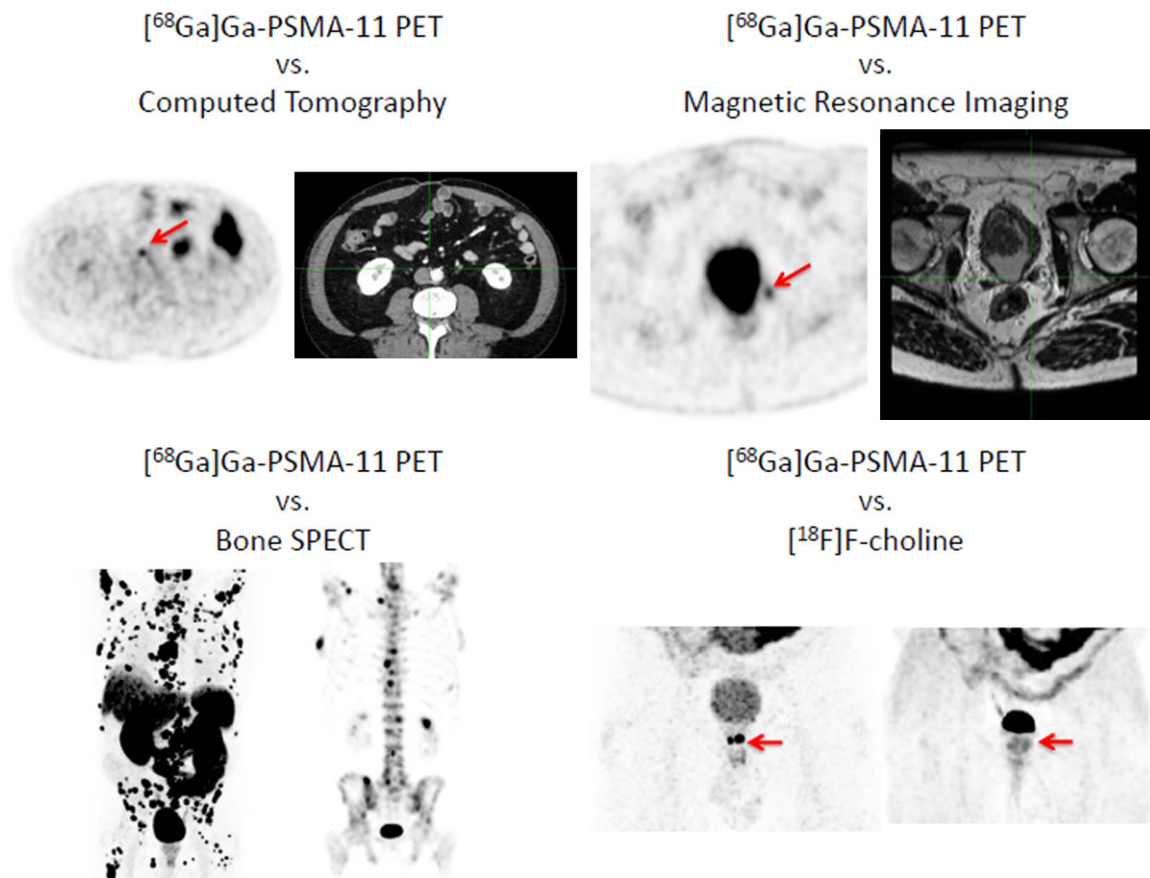 [⁶⁸Ga]Ga-PSMA-11 PET
vs.
Computed Tomography
[⁶⁸Ga]Ga-PSMA-11 PET
vs.
Magnetic Resonance Imaging
[⁶⁸Ga]Ga-PSMA-11 PET
vs.
Bone SPECT
[⁶⁸Ga]Ga-PSMA-11 PET
vs.
[¹⁸F]F-choline